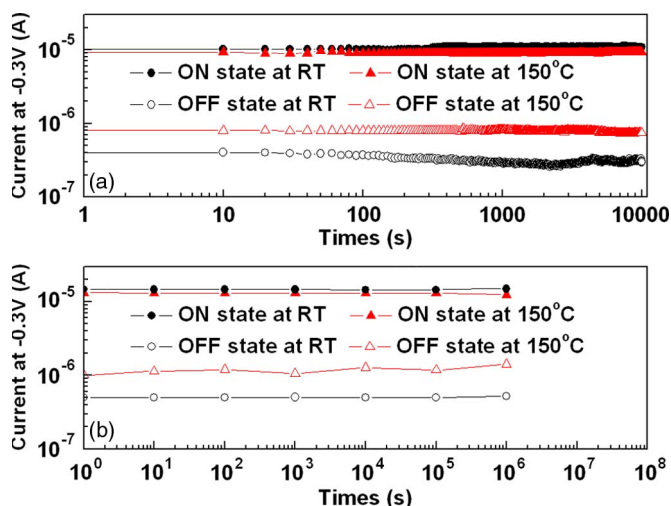 Current at -0.3V (A)
10⁻⁵
10⁻⁶
10⁻⁷
ON state at RT
ON state at 150°C
OFF state at RT
OFF state at 150°C
(a)
1 10 100 1000 10000
Times (s)
Current at -0.3V (A)
10⁻⁵
10⁻⁶
10⁻⁷
ON state at RT
ON state at 150°C
OFF state at RT
OFF state at 150°C
(b)
10⁰ 10¹ 10² 10³ 10⁴ 10⁵ 10⁶ 10⁷ 10⁸
Times (s)